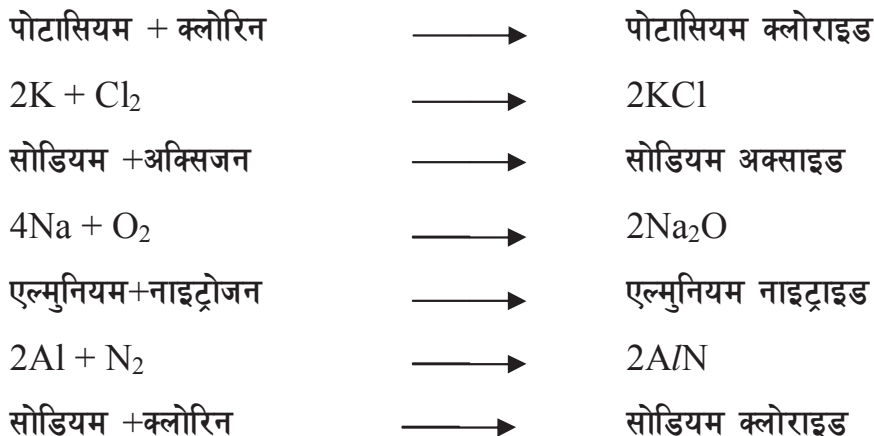 पोटासियम + क्लोरिन ⟶ पोटासियम क्लोराइड
2K + Cl₂ ⟶ 2KCl
सोडियम +अक्सिजन ⟶ सोडियम अक्साइड
4Na + O₂ ⟶ 2Na₂O
एल्मुनियम+नाइट्रोजन ⟶ एल्मुनियम नाइट्राइड
2Al + N₂ ⟶ 2AlN
सोडियम +क्लोरिन ⟶ सोडियम क्लोराइड